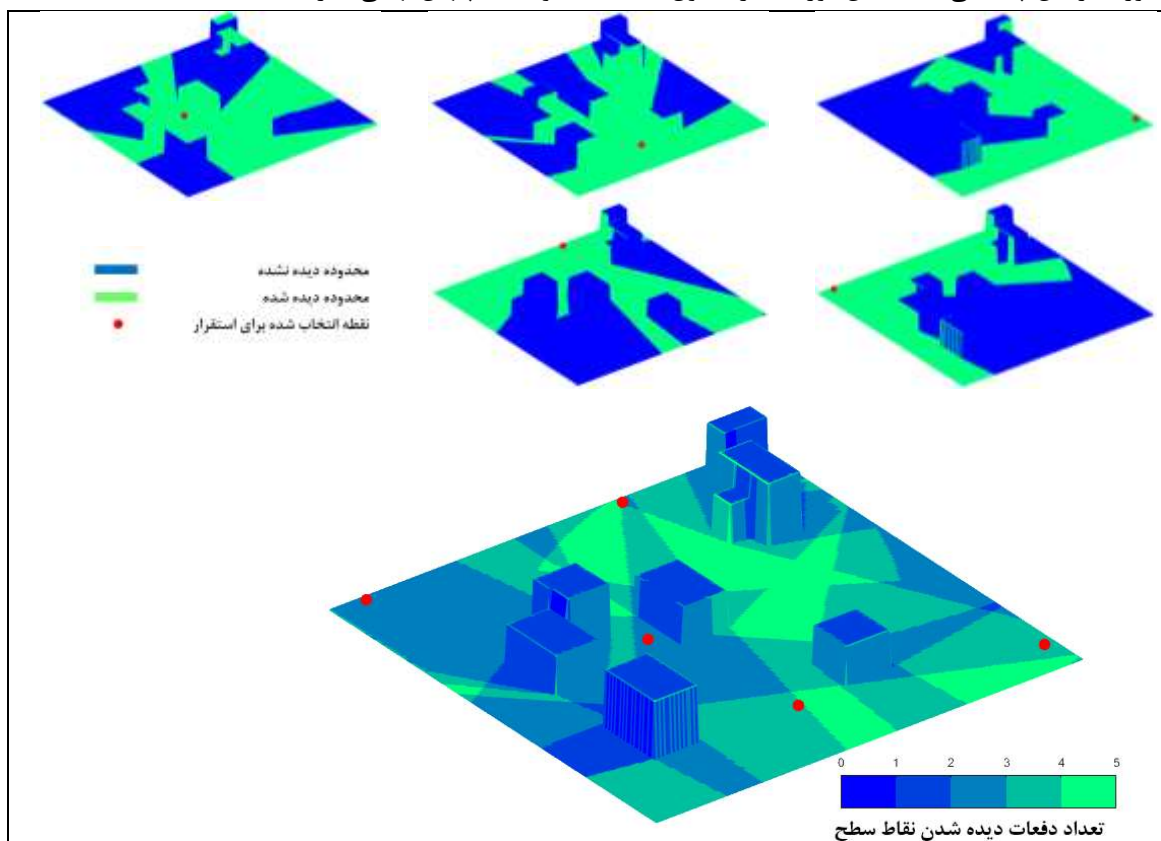 محدوده دیده نشده
محدوده دیده شده
نقطه انتخاب شده برای استقرار
0 1 2 3 4 5
تعداد دفعات دیده شدن نقاط سطح